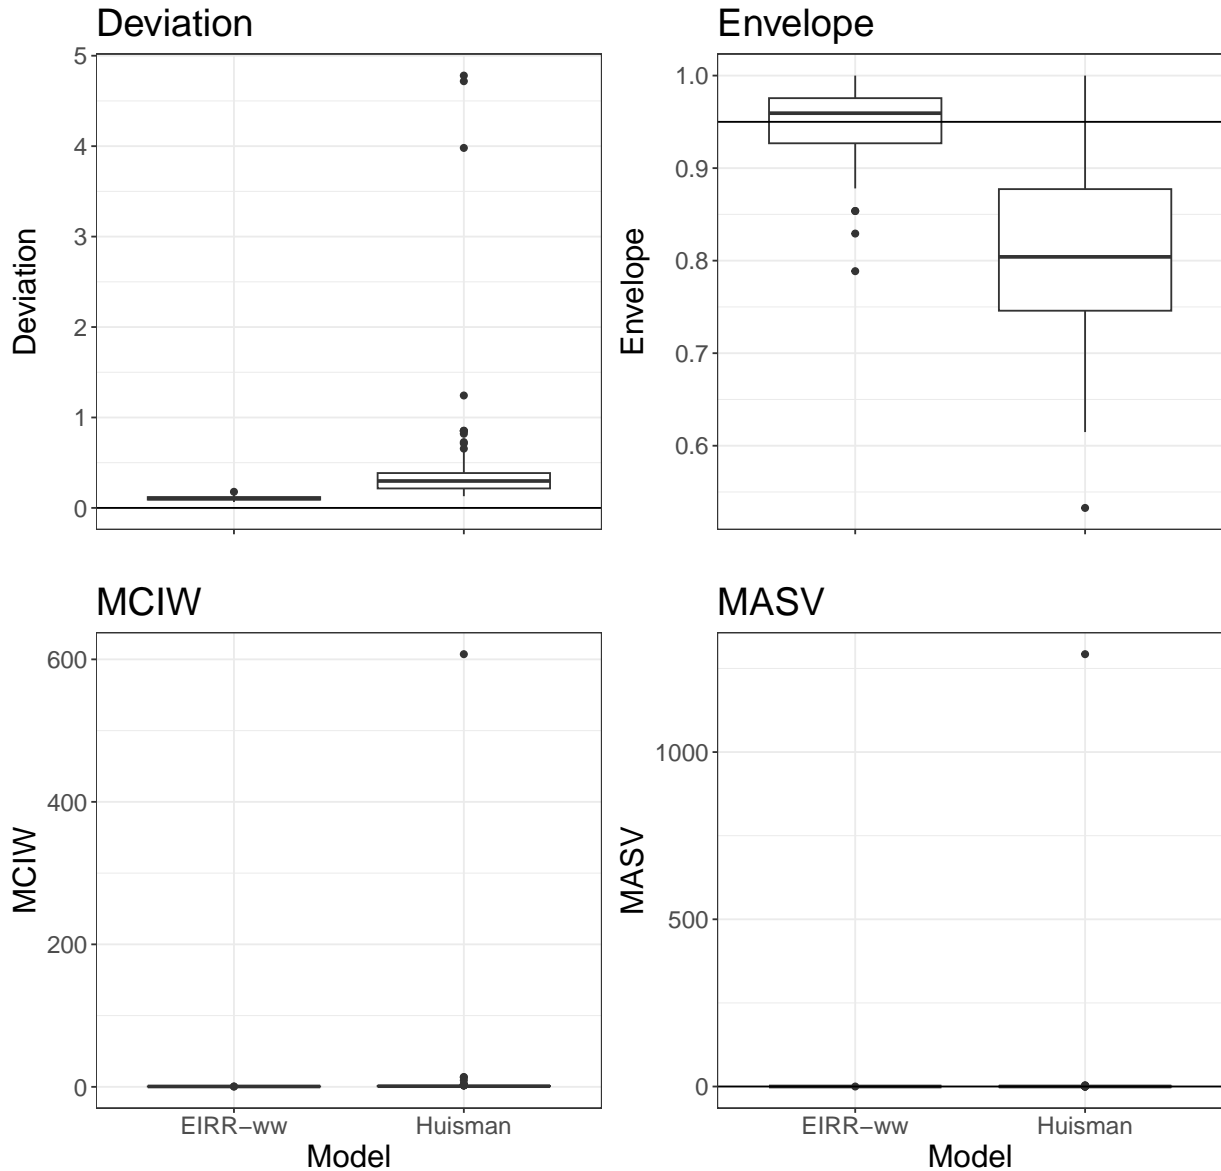 Deviation
Envelope
5
4
3
2
1
0
Deviation
1.0
0.9
0.8
0.7
0.6
Envelope
MCIW
MASV
600
400
200
0
MCIW
1000
500
0
MASV
EIRR−ww
Huisman
Model
EIRR−ww
Huisman
Model